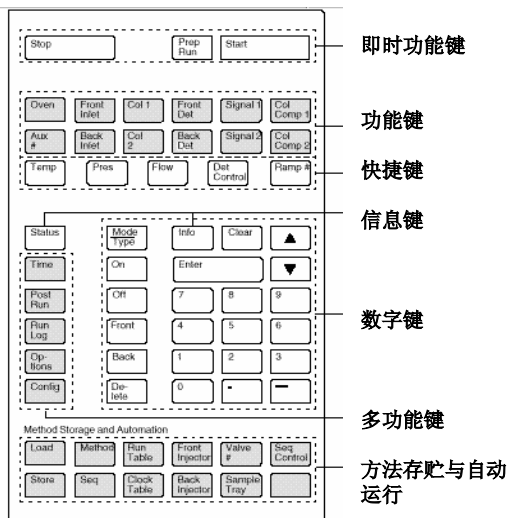 Stop
Prep
Run
Start
即时功能键
Oven
Front
Inlet
Col 1
Front
Det
Signal 1
Col
Comp 1
Aux
#
Back
Inlet
Col
2
Back
Det
Signal 2
Col
Comp 2
功能键
Temp
Pres
Flow
Det
Control
Ramp #
快捷键
信息键
Status
Mode
Type
Info
Clear
▲
Time
On
Enter
▼
Post
Run
Off
7
8
9
Run
Log
Front
4
5
6
数字键
Op-
tions
Back
1
2
3
Config
De-
lete
0
-
—
多功能键
Method Storage and Automation
Load
Method
Run
Table
Front
Injector
Valve
#
Seq
Control
Store
Seq
Clock
Table
Back
Injector
Sample
Tray
方法存贮与自动
运行